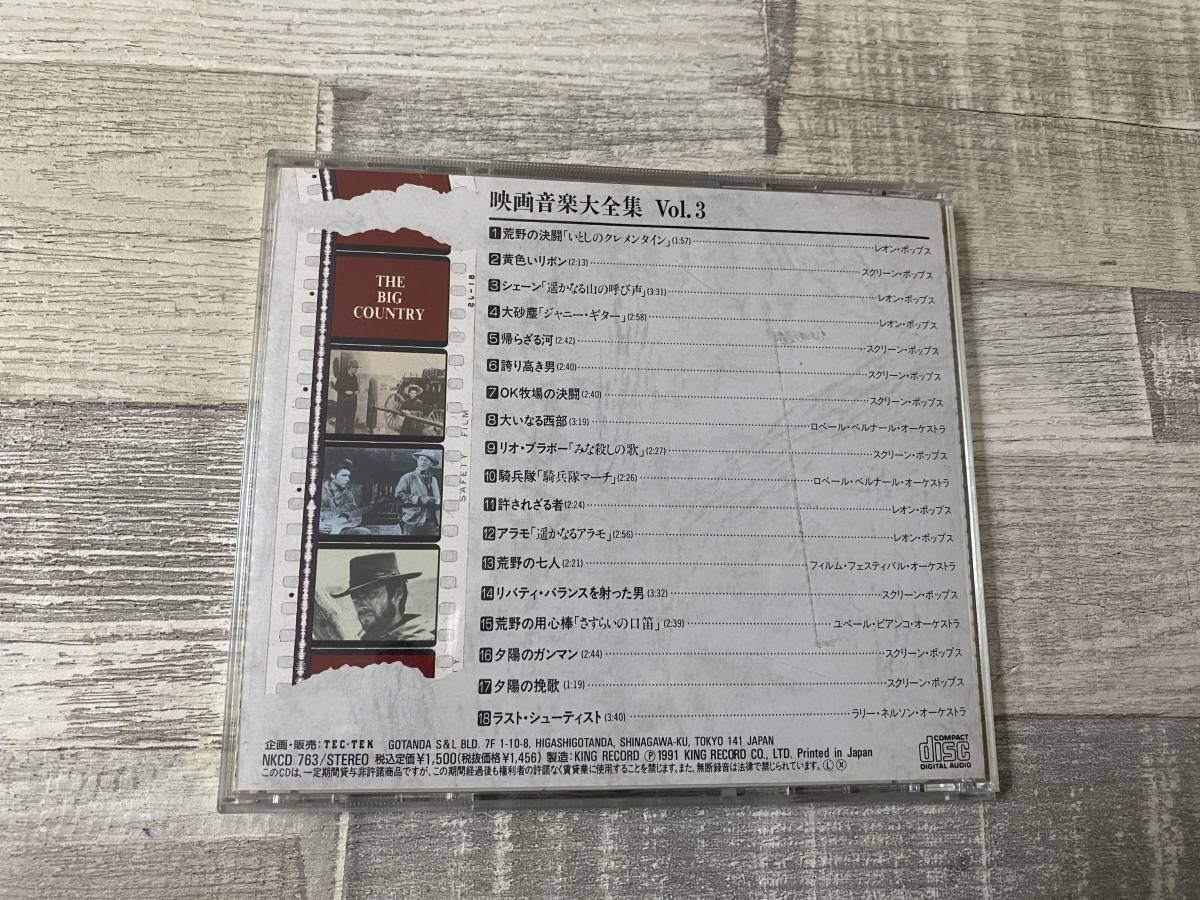 映画音楽大全集 Vol.3
1 荒野の決闘「いとしのクレメンタイン」(1:57) レオン・ポップス
2 黄色いリボン(2:13) スクリーン・ポップス
3 シェーン「遥かなる山の呼び声」(3:31) レオン・ポップス
4 大砂塵「ジャニー・ギター」(2:58) レオン・ポップス
5 帰らざる河(2:42) スクリーン・ポップス
6 誇り高き男(2:40) スクリーン・ポップス
7 OK牧場の決闘(2:40) スクリーン・ポップス
8 大いなる西部(3:19) ロベール・ベルナール・オーケストラ
9 リオ・ブラボー「みな殺しの歌」(2:27) スクリーン・ポップス
10 騎兵隊「騎兵隊マーチ」(2:26) ロベール・ベルナール・オーケストラ
11 許されざる者(2:24) レオン・ポップス
12 アラモ「遥かなるアラモ」(2:56) レオン・ポップス
13 荒野の七人(2:21) フィルム・フェスティバル・オーケストラ
14 リバティ・バランスを射った男(3:32) スクリーン・ポップス
15 荒野の用心棒「さすらいの口笛」(2:39) ユベール・ビアンコ・オーケストラ
16 夕陽のガンマン(2:44) スクリーン・ポップス
17 夕陽の挽歌(1:19) スクリーン・ポップス
18 ラスト・シューティスト(3:40) ラリー・ネルソン・オーケストラ
THE
BIG
COUNTRY
SAFETY FILM
企画・販売：TEC・TEK GOTANDA S&L BLD. 7F 1-10-8, HIGASHIGOTANDA, SHINAGAWA-KU, TOKYO 141 JAPAN
NKCD 763/STEREO 税込定価¥1,500(税抜価格¥1,456) 製造：KING RECORD Ⓟ1991 KING RECORD CO., LTD. Printed in Japan
このCDは、一定期間貸与非許諾商品ですが、この期間経過後も権利者の許諾なく賃貸業に使用することを禁じます。また、無断録音は法律で禁じられています。Ⓛ Ⓧ
COMPACT
disc
DIGITAL AUDIO